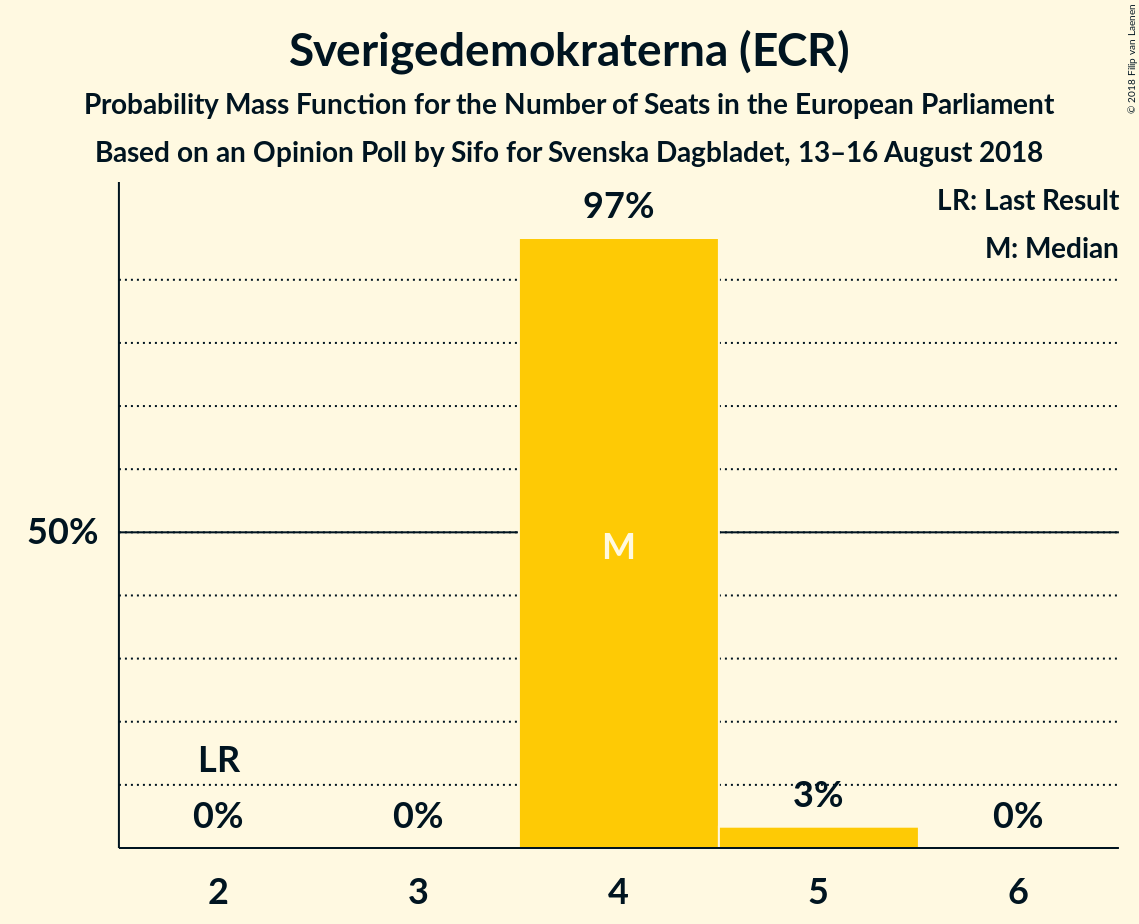 Sverigedemokraterna (ECR)
Probability Mass Function for the Number of Seats in the European Parliament
Based on an Opinion Poll by Sifo for Svenska Dagbladet, 13–16 August 2018
© 2018 Filip van Laenen
LR: Last Result
M: Median
97%
50%
M
LR
0%
0%
3%
0%
2
3
4
5
6